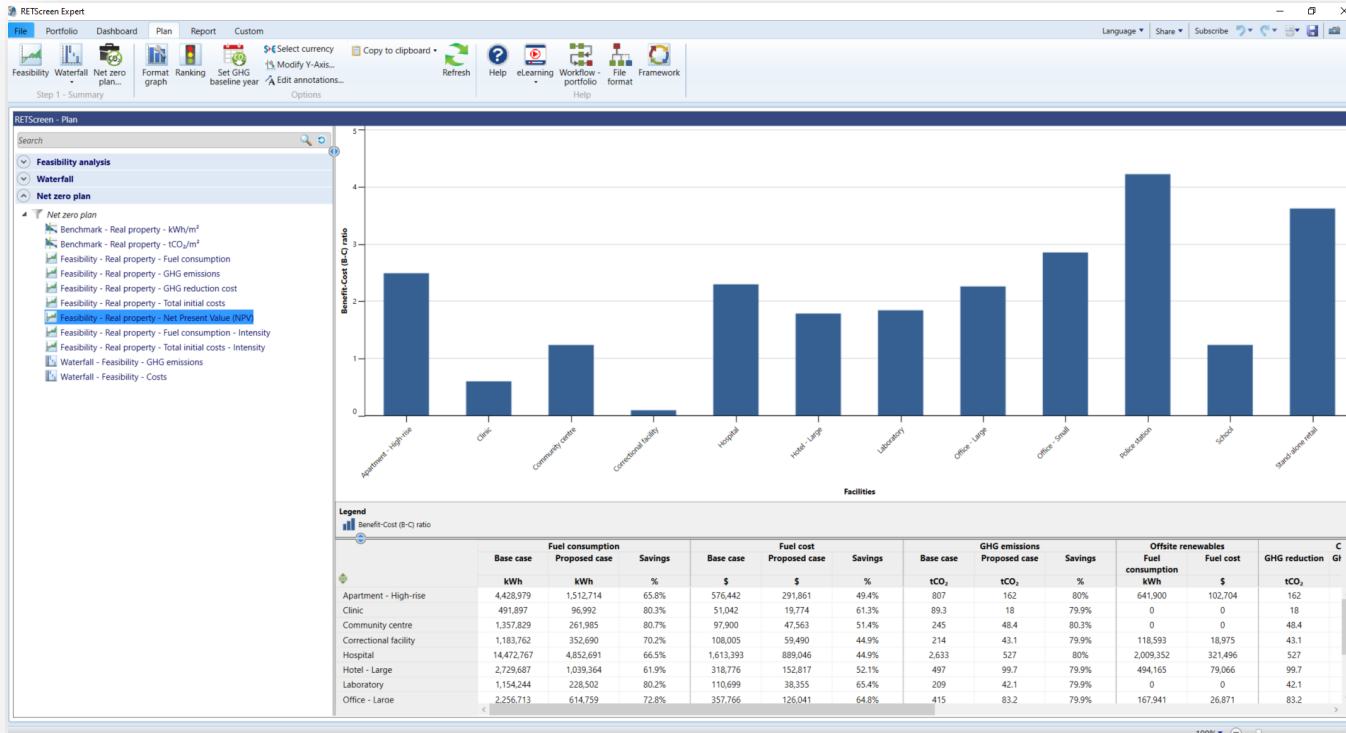 RETScreen Expert
File Portfolio Dashboard Plan Report Custom
Language Share Subscribe
Feasibility Waterfall Net zero plan...
Step 1 - Summary
Format graph Ranking Set GHG baseline year
$€ Select currency
Modify Y-Axis...
Edit annotations...
Copy to clipboard
Refresh
Options
Help eLearning Workflow - portfolio File format Framework
Help
RETScreen - Plan
Search
Feasibility analysis
Waterfall
Net zero plan
Net zero plan
Benchmark - Real property - kWh/m²
Benchmark - Real property - tCO₂/m²
Feasibility - Real property - Fuel consumption
Feasibility - Real property - GHG emissions
Feasibility - Real property - GHG reduction cost
Feasibility - Real property - Total initial costs
Feasibility - Real property - Net Present Value (NPV)
Feasibility - Real property - Fuel consumption - Intensity
Feasibility - Real property - Total initial costs - Intensity
Waterfall - Feasibility - GHG emissions
Waterfall - Feasibility - Costs
Benefit-Cost (B-C) ratio
5
4
3
2
1
0
Apartment - High-rise
Clinic
Community centre
Correctional facility
Hospital
Hotel - Large
Laboratory
Office - Large
Office - Small
Police station
School
Stand-alone retail
Facilities
Legend
Benefit-Cost (B-C) ratio
Fuel consumption Fuel cost GHG emissions Offsite renewables C
Base case Proposed case Savings Base case Proposed case Savings Base case Proposed case Savings Fuel consumption Fuel cost GHG reduction GH
kWh kWh % $ $ % tCO₂ tCO₂ % kWh $ tCO₂
Apartment - High-rise 4,428,979 1,512,714 65.8% 576,442 291,861 49.4% 807 162 80% 641,900 102,704 162
Clinic 491,897 96,992 80.3% 51,042 19,774 61.3% 89.3 18 79.9% 0 0 18
Community centre 1,357,829 261,985 80.7% 97,900 47,563 51.4% 245 48.4 80.3% 0 0 48.4
Correctional facility 1,183,762 352,690 70.2% 108,005 59,490 44.9% 214 43.1 79.9% 118,593 18,975 43.1
Hospital 14,472,767 4,852,691 66.5% 1,613,393 889,046 44.9% 2,633 527 80% 2,009,352 321,496 527
Hotel - Large 2,729,687 1,039,364 61.9% 318,776 152,817 52.1% 497 99.7 79.9% 494,165 79,066 99.7
Laboratory 1,154,244 228,502 80.2% 110,699 38,355 65.4% 209 42.1 79.9% 0 0 42.1
Office - Large 2,256,713 614,759 72.8% 357,766 126,041 64.8% 415 83.2 79.9% 167,941 26,871 83.2